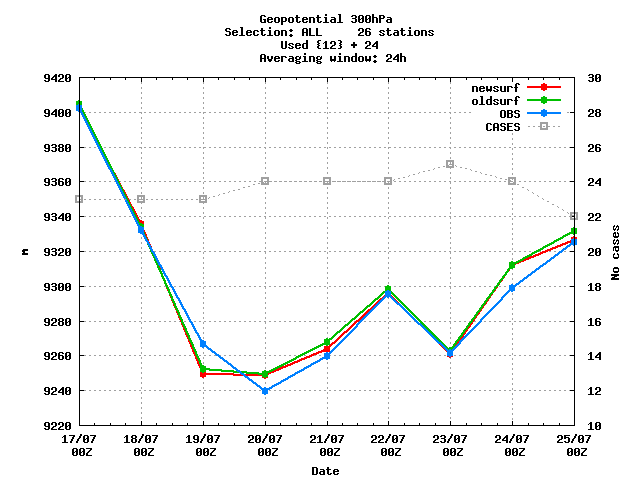 Geopotential 300hPa
Selection: ALL     26 stations
Used {12} + 24
Averaging window: 24h
newsurf
oldsurf
OBS
CASES
9420
9400
9380
9360
9340
9320
9300
9280
9260
9240
9220
m
30
28
26
24
22
20
18
16
14
12
10
No cases
17/07 18/07 19/07 20/07 21/07 22/07 23/07 24/07 25/07
00Z 00Z 00Z 00Z 00Z 00Z 00Z 00Z 00Z
Date